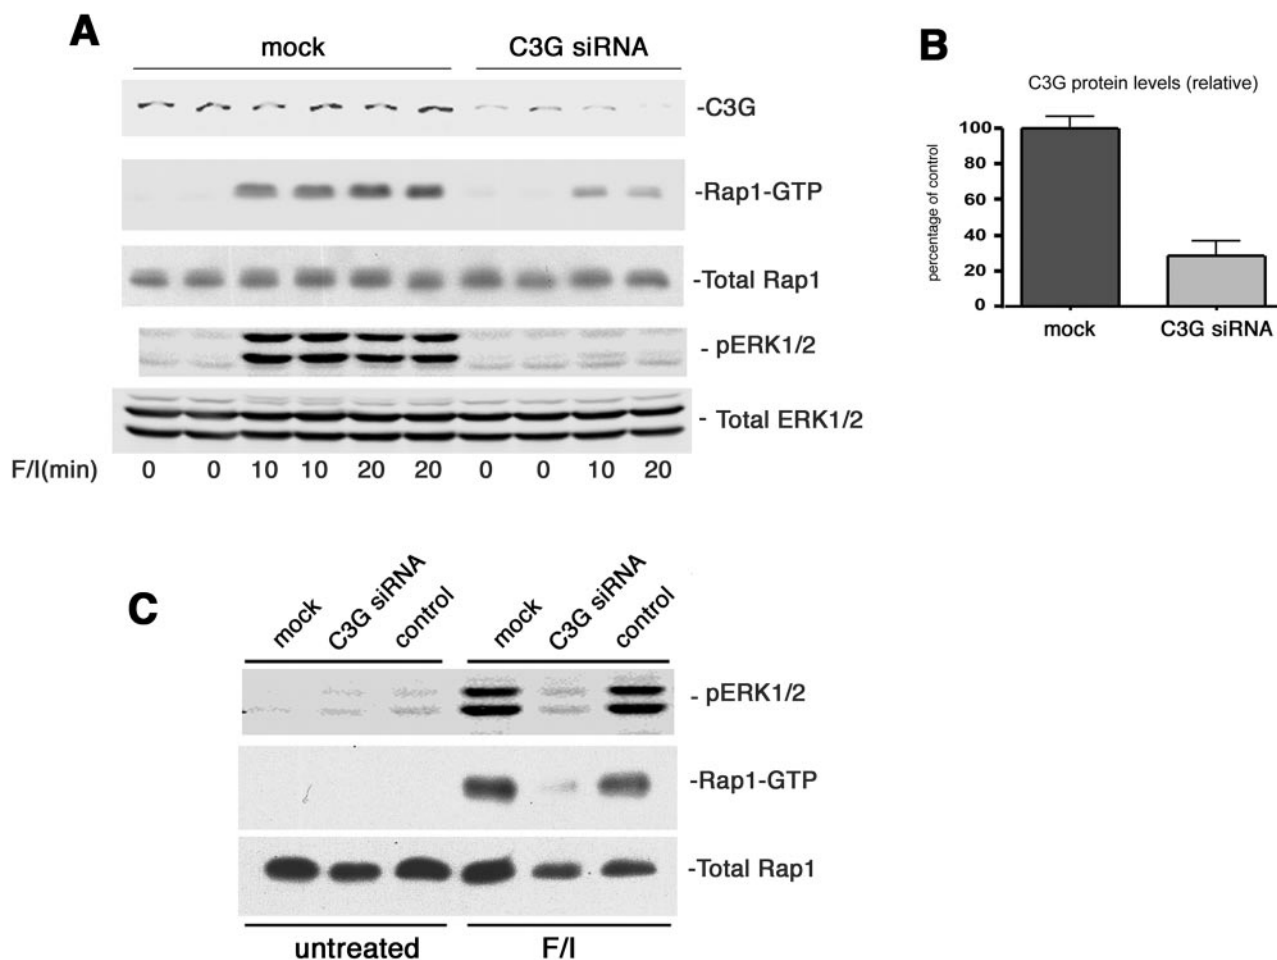 A
mock
C3G siRNA
-C3G
-Rap1-GTP
-Total Rap1
- pERK1/2
- Total ERK1/2
F/I(min) 0 0 10 10 20 20 0 0 10 20
B
C3G protein levels (relative)
percentage of control
100
80
60
40
20
0
mock
C3G siRNA
C
mock
C3G siRNA
control
mock
C3G siRNA
control
- pERK1/2
-Rap1-GTP
-Total Rap1
untreated
F/I